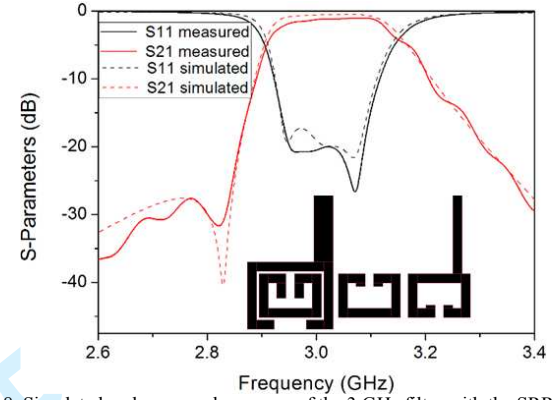 0
-10
-20
-30
-40
S-Parameters (dB)
S11 measured
S21 measured
S11 simulated
S21 simulated
2.6 2.8 3.0 3.2 3.4
Frequency (GHz)